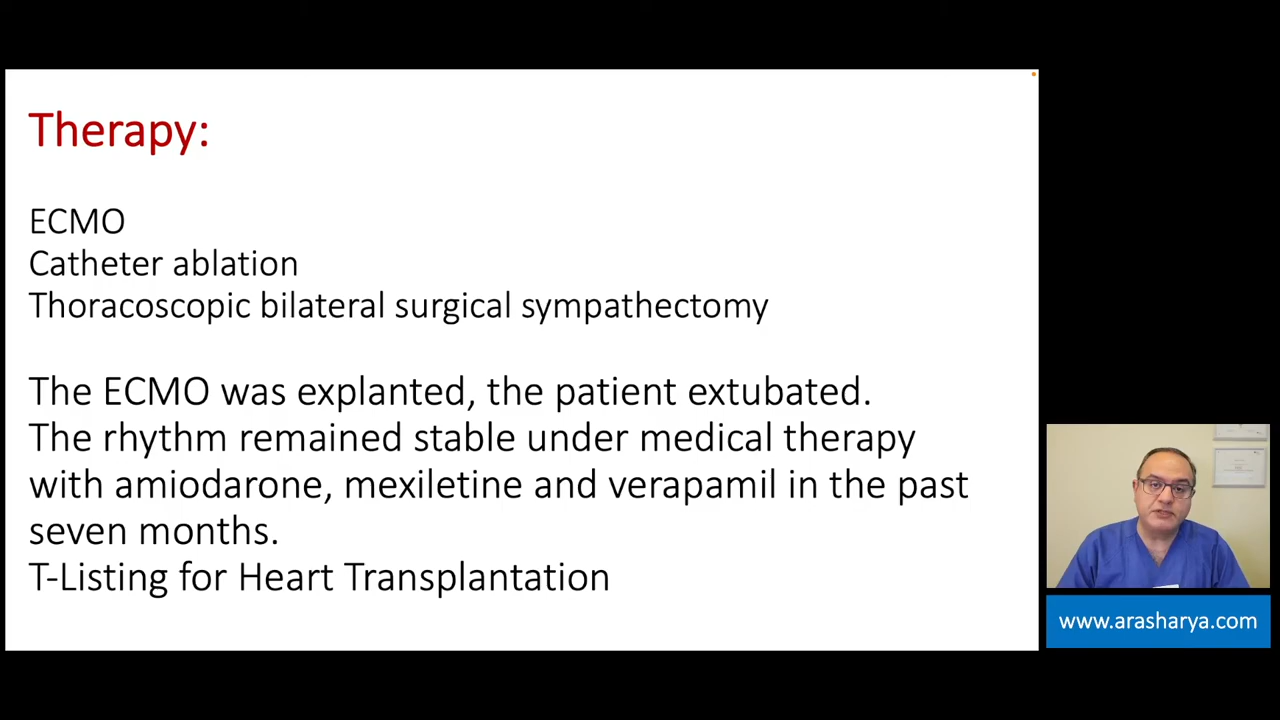 Therapy:
ECMO
Catheter ablation
Thoracoscopic bilateral surgical sympathectomy
The ECMO was explanted, the patient extubated.
The rhythm remained stable under medical therapy
with amiodarone, mexiletine and verapamil in the past
seven months.
T-Listing for Heart Transplantation
www.arasharya.com